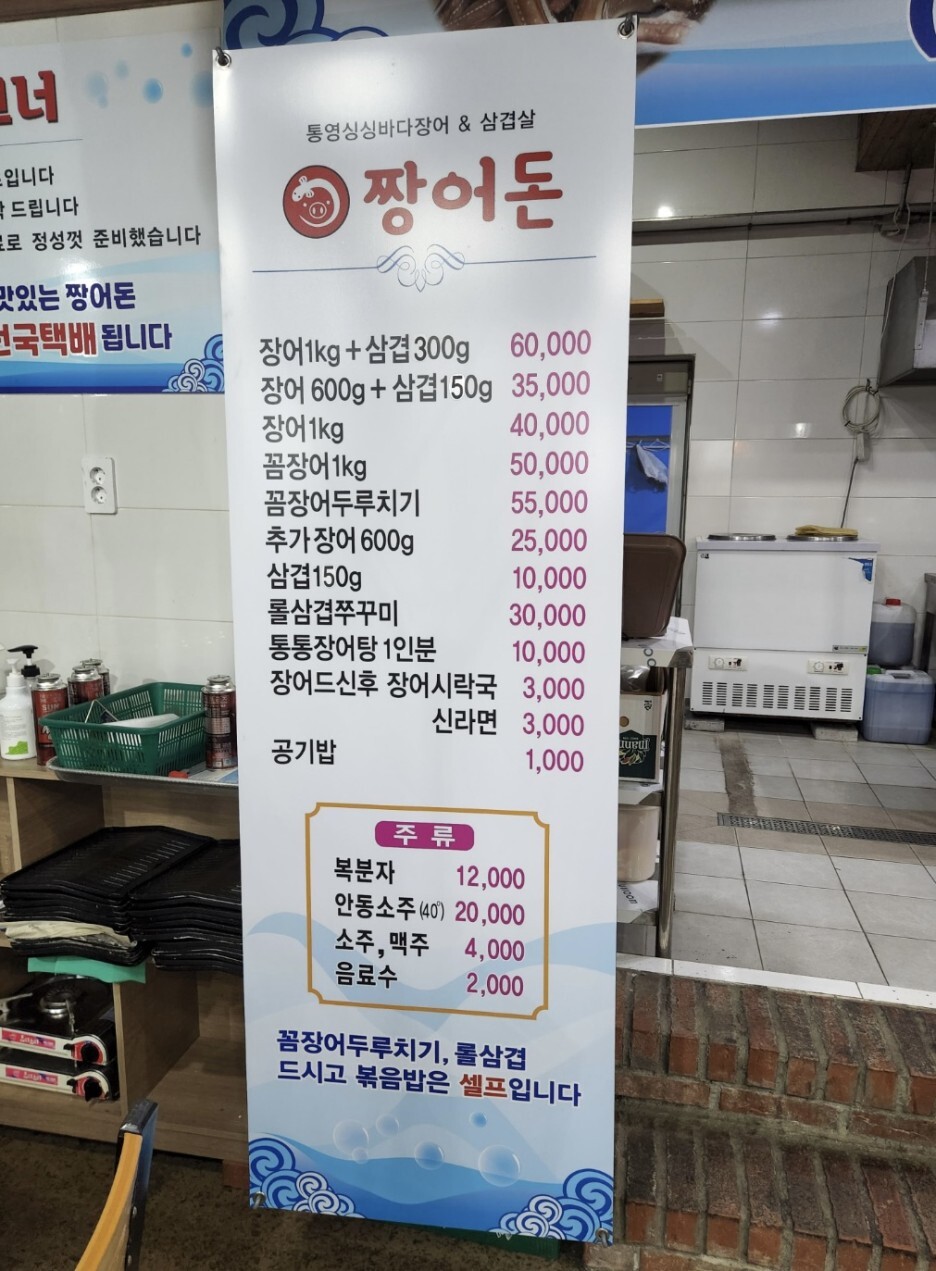 통영싱싱바다장어 & 삼겹살
짱어돈
장어1kg + 삼겹 300g 60,000
장어 600g + 삼겹150g 35,000
장어1kg 40,000
꼼장어1kg 50,000
꼼장어두루치기 55,000
추가 장어 600g 25,000
삼겹150g 10,000
롤삼겹쭈꾸미 30,000
통통장어탕 1인분 10,000
장어드신후 장어시락국 3,000
신라면 3,000
공기밥 1,000
주 류
복분자 12,000
안동소주 (40°) 20,000
소주, 맥주 4,000
음료수 2,000
꼼장어두루치기, 롤삼겹
드시고 볶음밥은 셀프입니다
입니다
드립니다
정성껏 준비했습니다
맛있는 짱어돈
전국택배 됩니다